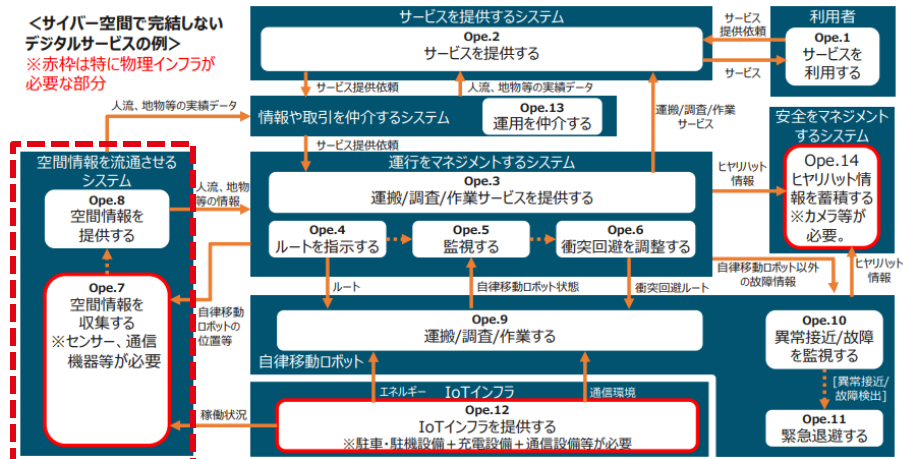 ＜サイバー空間で完結しない
デジタルサービスの例＞
※赤枠は特に物理インフラが
必要な部分
サービスを提供するシステム
Ope.2
サービスを提供する
サービス
提供依頼
サービス
利用者
Ope.1
サービスを
利用する
サービス提供依頼
人流、地物等の実績データ
人流、地物等の実績データ
情報や取引を仲介するシステム
Ope.13
運用を仲介する
運搬/調査/作業
サービス
サービス提供依頼
安全をマネジメント
するシステム
Ope.14
ヒヤリハット情
報を蓄積する
※カメラ等が
必要。
空間情報を流通させる
システム
Ope.8
空間情報を
提供する
人流、地物
等の情報
運行をマネジメントするシステム
Ope.3
運搬/調査/作業サービスを提供する
ヒヤリハット
情報
Ope.4
ルートを指示する
Ope.5
監視する
Ope.6
衝突回避を調整する
Ope.7
空間情報を
収集する
※センサー、通信
機器等が必要
自律移動
ロボットの
位置等
ルート
自律移動ロボット状態
衝突回避ルート
自律移動ロボット以外
の故障情報
ヒヤリハット
情報
Ope.9
運搬/調査/作業する
自律移動ロボット
Ope.10
異常接近/故障
を監視する
[異常接近/
故障検出]
Ope.11
緊急退避する
エネルギー
IoTインフラ
通信環境
稼働状況
Ope.12
IoTインフラを提供する
※駐車・駐機設備＋充電設備＋通信設備等が必要